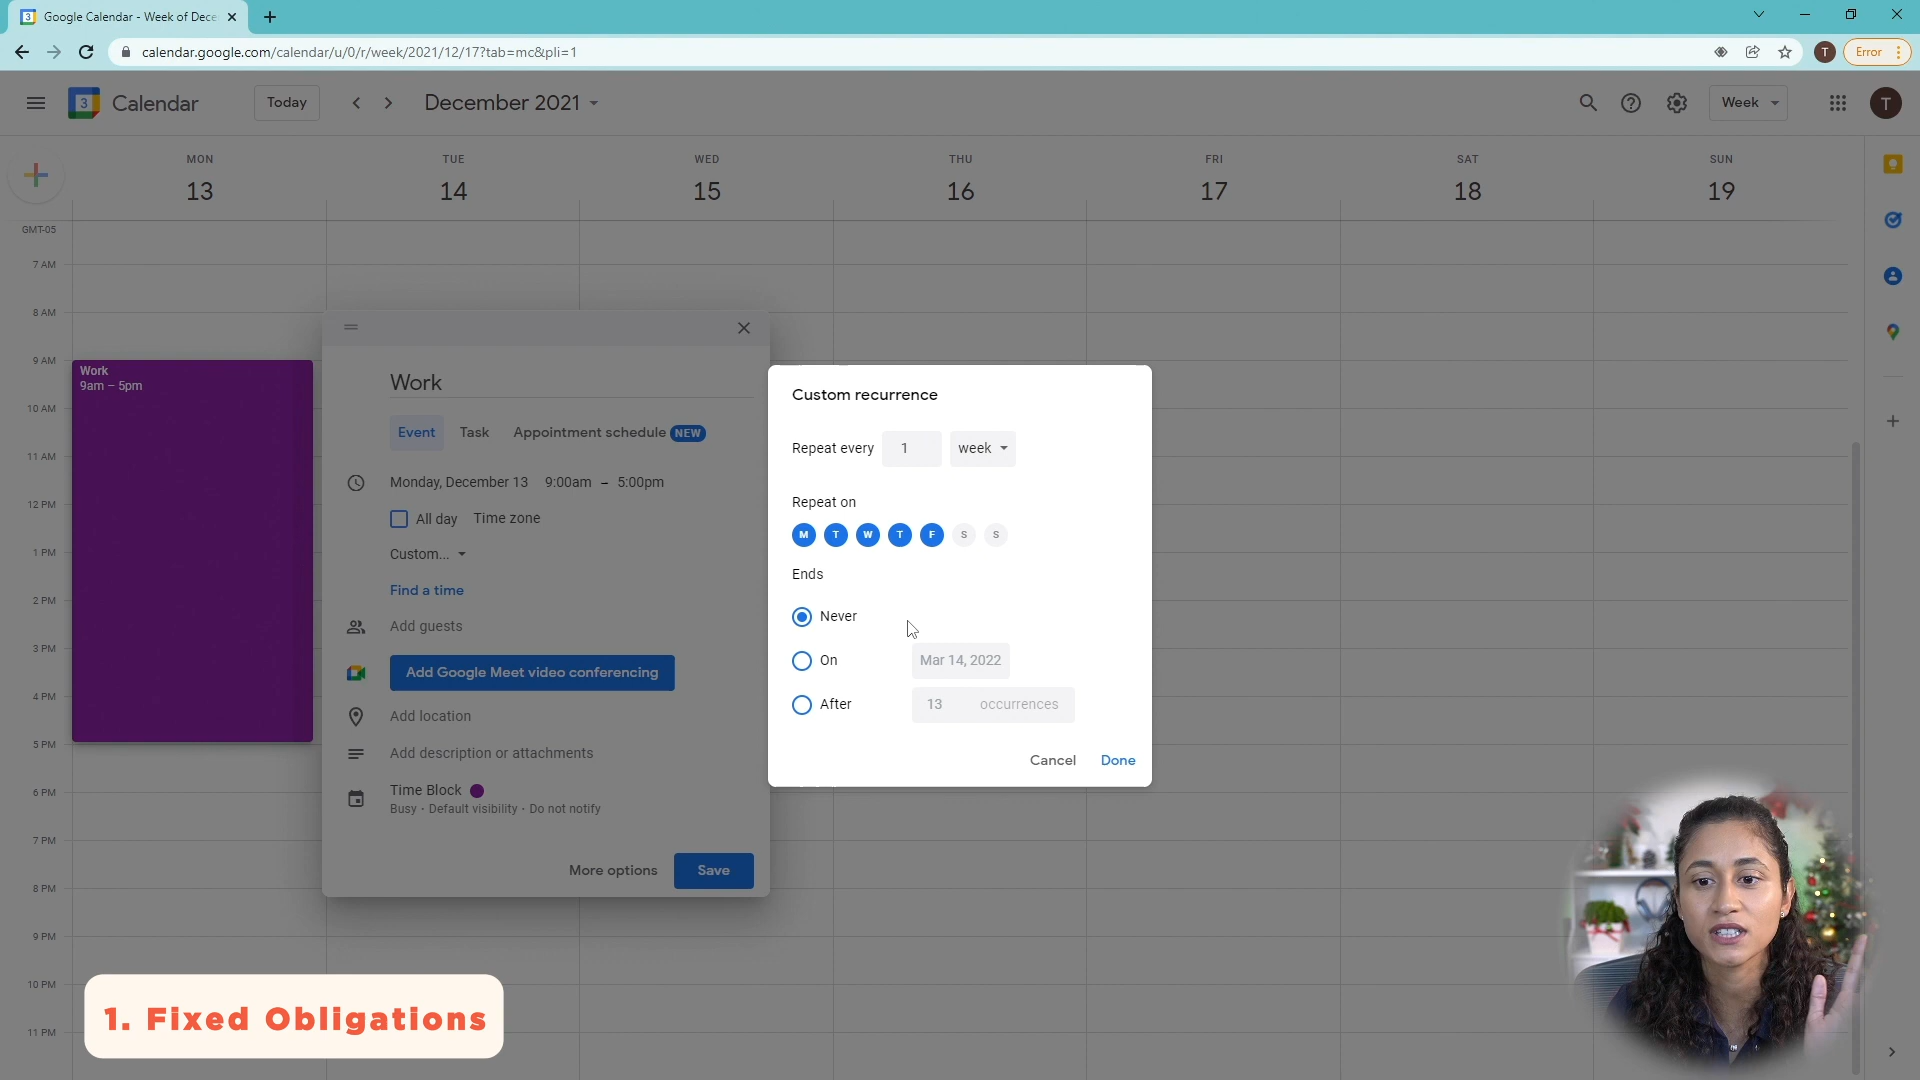 Google Calendar - Week of Dece
calendar.google.com/calendar/u/0/r/week/2021/12/17?tab=mc&pli=1
T
Error
3
Calendar
Today
December 2021
Week
T
MON
TUE
WED
THU
FRI
SAT
SUN
13
14
15
16
17
18
19
GMT-05
7 AM
8 AM
9 AM
10 AM
11 AM
12 PM
1 PM
2 PM
3 PM
4 PM
5 PM
6 PM
7 PM
8 PM
9 PM
10 PM
11 PM
Work
9am – 5pm
Work
Event Task Appointment schedule NEW
Monday, December 13 9:00am – 5:00pm
All day Time zone
Custom...
Find a time
Add guests
Add Google Meet video conferencing
Add location
Add description or attachments
Time Block
Busy · Default visibility · Do not notify
More options Save
Custom recurrence
Repeat every 1 week
Repeat on
M T W T F S S
Ends
Never
On Mar 14, 2022
After 13 occurrences
Cancel Done
1. Fixed Obligations